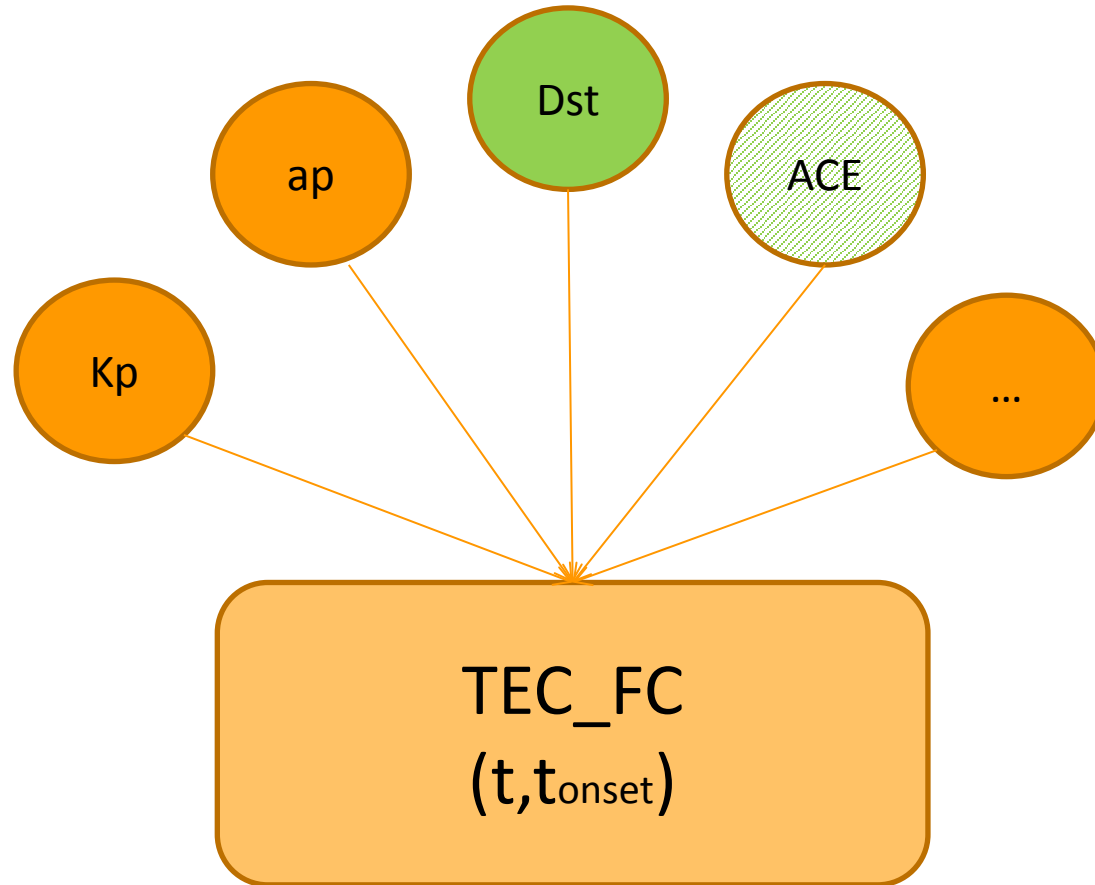 Dst
ap
ACE
Kp
...
TEC_FC
(t,tonset)